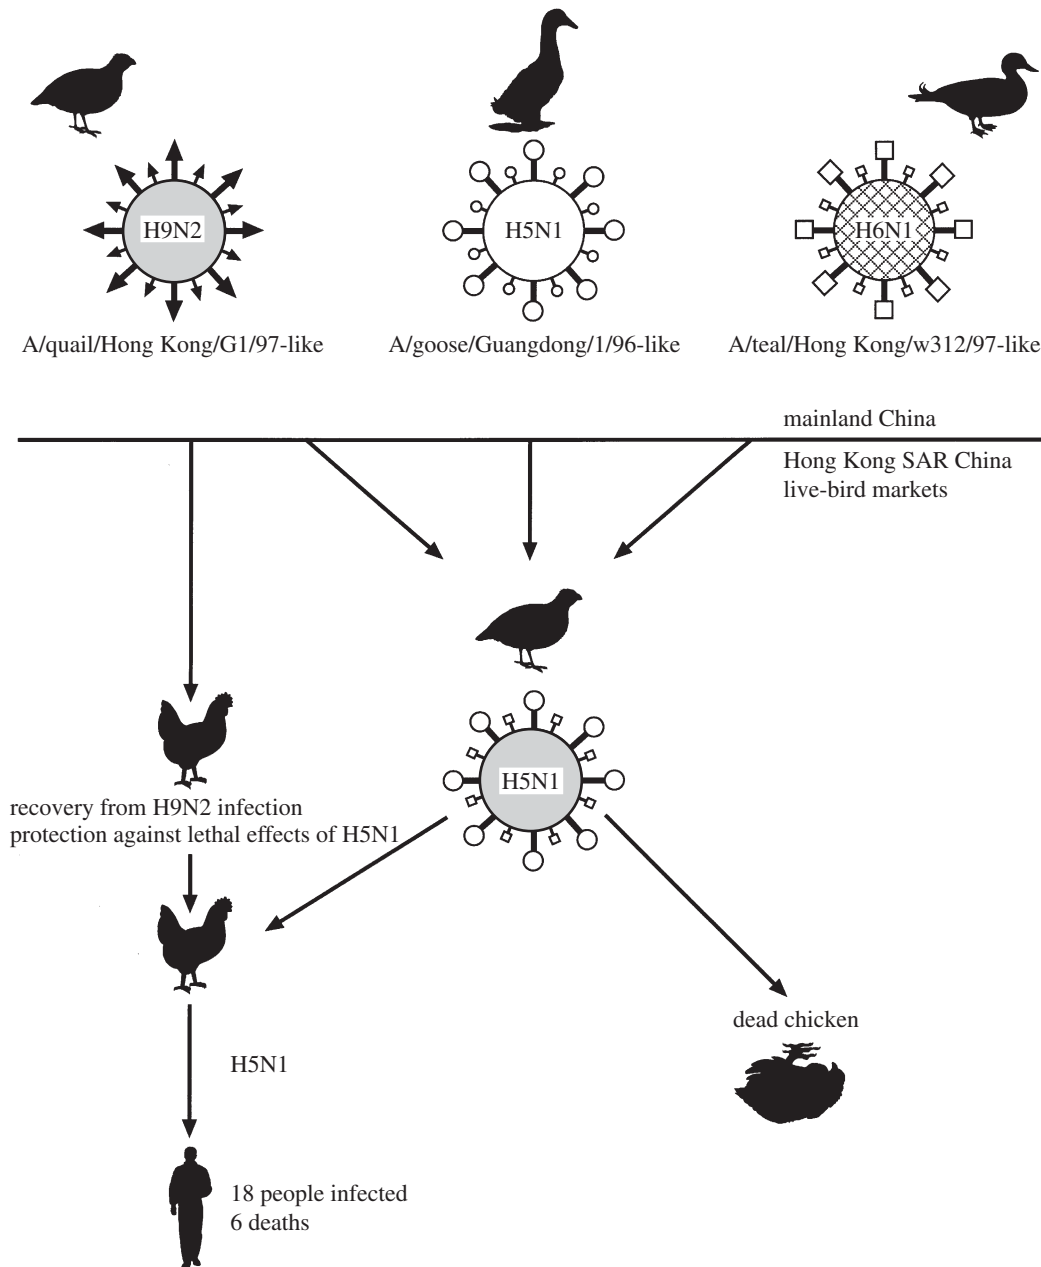 H9N2
H5N1
H6N1
A/quail/Hong Kong/G1/97-like
A/goose/Guangdong/1/96-like
A/teal/Hong Kong/w312/97-like
mainland China
Hong Kong SAR China
live-bird markets
H5N1
recovery from H9N2 infection
protection against lethal effects of H5N1
dead chicken
H5N1
18 people infected
6 deaths